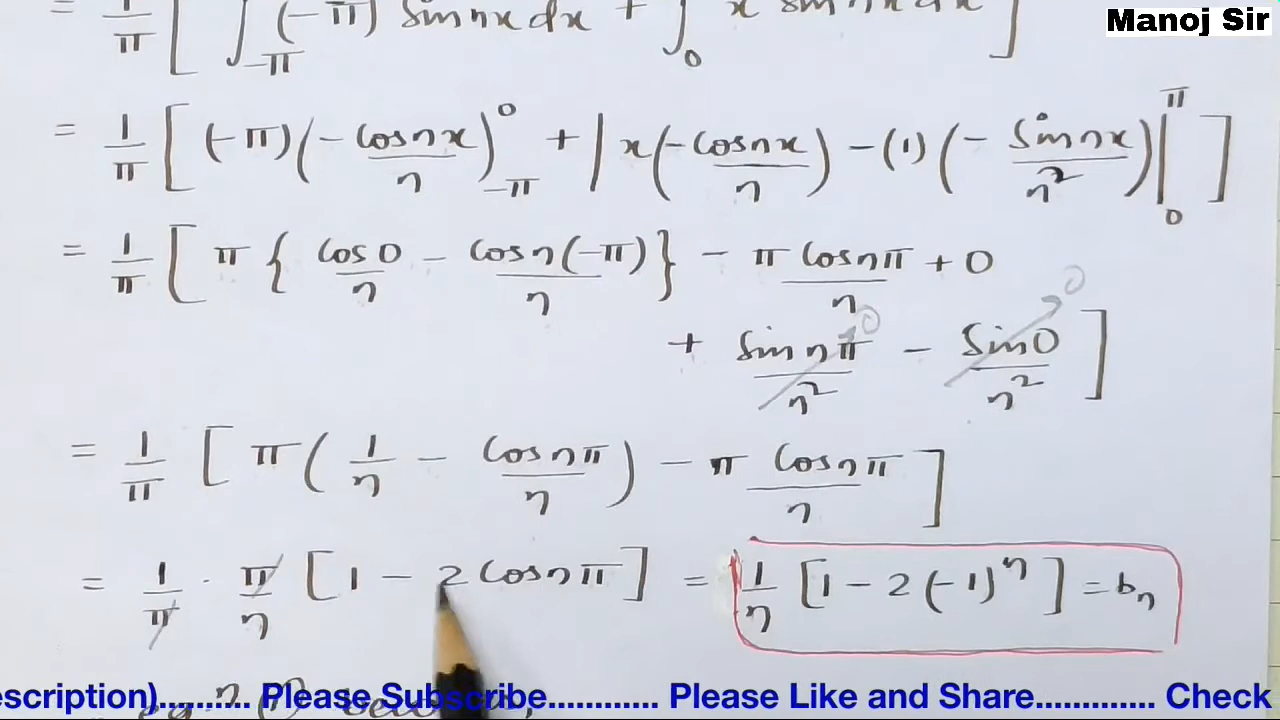 Manoj Sir
= 1/π [ ∫_{-π} (-π) sin nx dx + ∫_0 x sin nx dx ]
= 1/π [ (-π)(-cos nx/n)_{-π}^{0} + | x(-cos nx/n) - (1)(- sin nx/n²) |_0^π ]
= 1/π [ π { cos 0/n - cos n(-π)/n } - π cos nπ/n + 0
+ sin nπ/n² 0 - sin 0/n² 0 ]
= 1/π [ π ( 1/n - cos nπ/n ) - π cos nπ/n ]
= 1/π · π/n [ 1 - 2 cos nπ ] = 1/n [ 1 - 2(-1)^n ] = b_n
escription).......... Please Subscribe............. Please Like and Share.............. Check